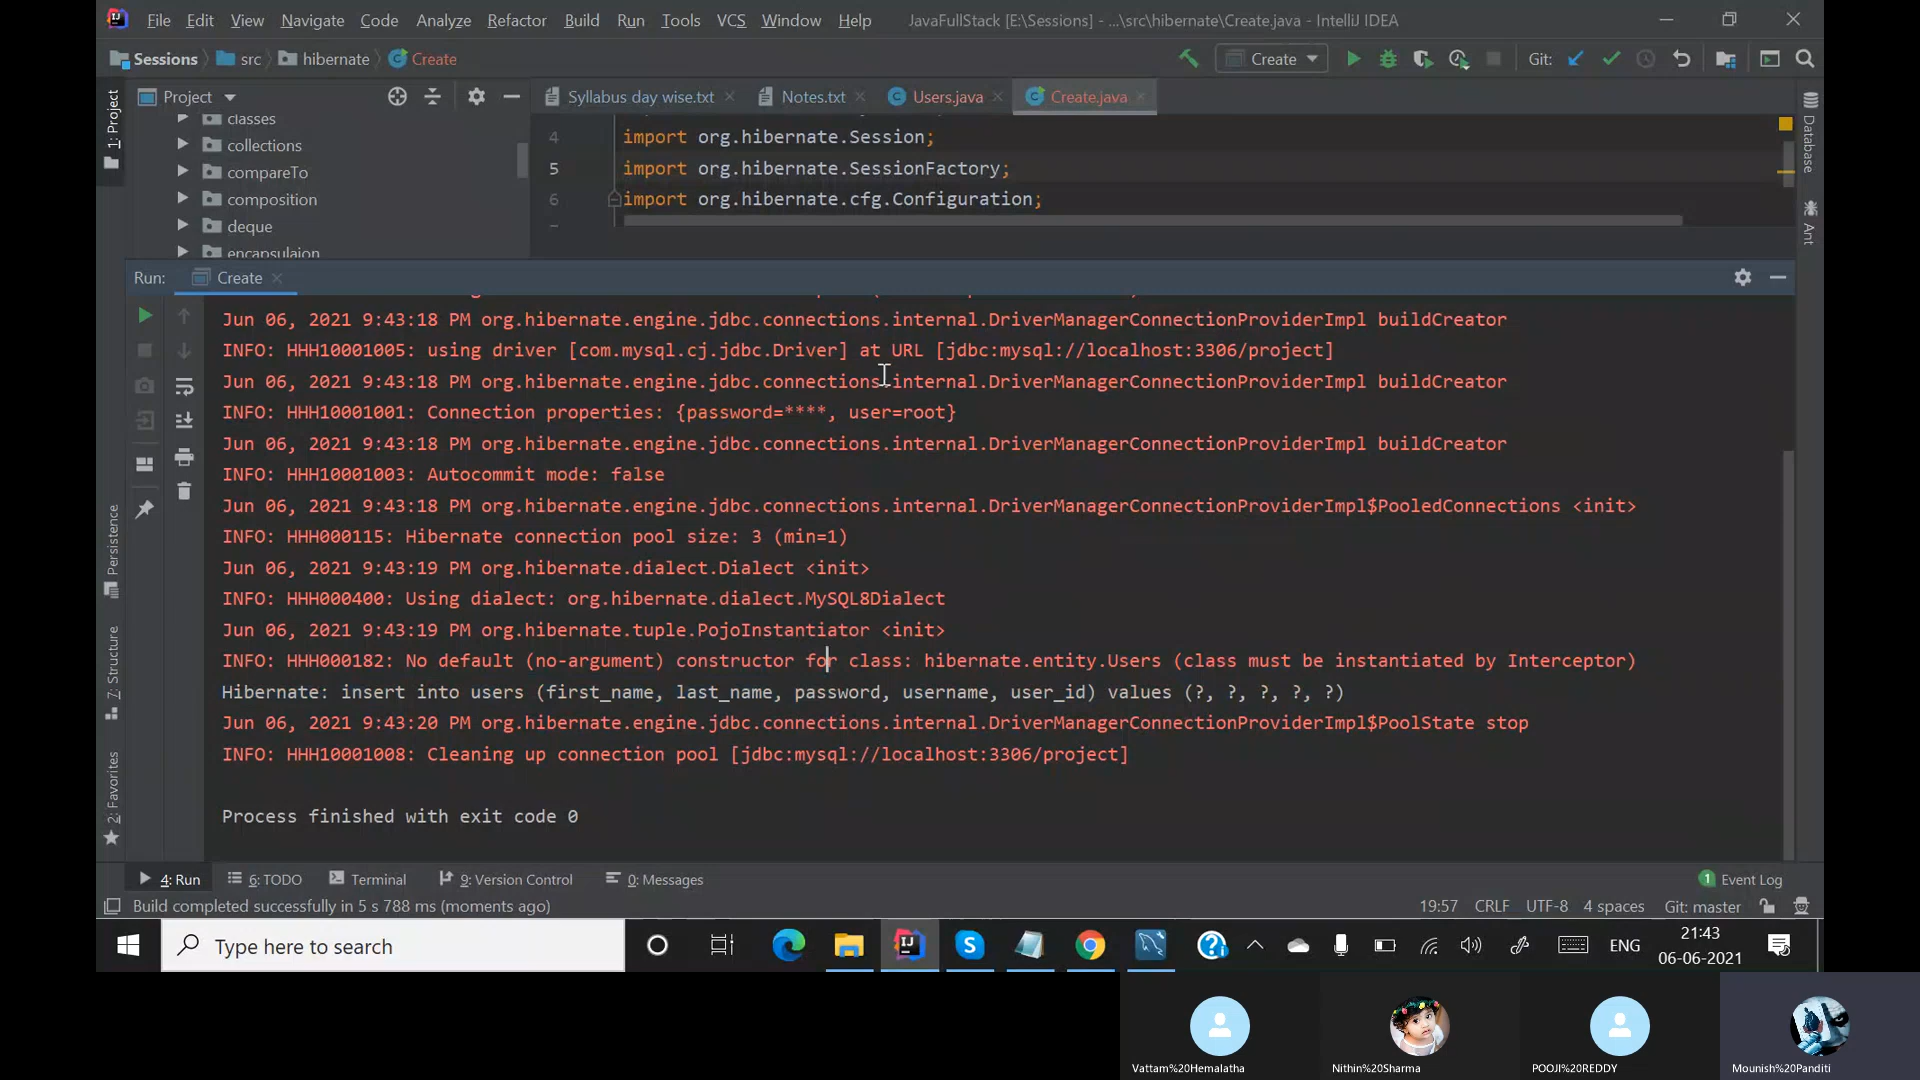 File Edit View Navigate Code Analyze Refactor Build Run Tools VCS Window Help JavaFullStack [E:\Sessions] - ...\src\hibernate\Create.java - IntelliJ IDEA
Sessions src hibernate Create Create Git:
Project Syllabus day wise.txt Notes.txt Users.java Create.java
1: Project
classes
collections
compareTo
composition
deque
encapsulaion
4 import org.hibernate.Session;
5 import org.hibernate.SessionFactory;
6 import org.hibernate.cfg.Configuration;
Database
Ant
Run: Create
Jun 06, 2021 9:43:18 PM org.hibernate.engine.jdbc.connections.internal.DriverManagerConnectionProviderImpl buildCreator
INFO: HHH10001005: using driver [com.mysql.cj.jdbc.Driver] at URL [jdbc:mysql://localhost:3306/project]
Jun 06, 2021 9:43:18 PM org.hibernate.engine.jdbc.connections.internal.DriverManagerConnectionProviderImpl buildCreator
INFO: HHH10001001: Connection properties: {password=****, user=root}
Jun 06, 2021 9:43:18 PM org.hibernate.engine.jdbc.connections.internal.DriverManagerConnectionProviderImpl buildCreator
INFO: HHH10001003: Autocommit mode: false
Jun 06, 2021 9:43:18 PM org.hibernate.engine.jdbc.connections.internal.DriverManagerConnectionProviderImpl$PooledConnections <init>
INFO: HHH000115: Hibernate connection pool size: 3 (min=1)
Jun 06, 2021 9:43:19 PM org.hibernate.dialect.Dialect <init>
INFO: HHH000400: Using dialect: org.hibernate.dialect.MySQL8Dialect
Jun 06, 2021 9:43:19 PM org.hibernate.tuple.PojoInstantiator <init>
INFO: HHH000182: No default (no-argument) constructor for class: hibernate.entity.Users (class must be instantiated by Interceptor)
Hibernate: insert into users (first_name, last_name, password, username, user_id) values (?, ?, ?, ?, ?)
Jun 06, 2021 9:43:20 PM org.hibernate.engine.jdbc.connections.internal.DriverManagerConnectionProviderImpl$PoolState stop
INFO: HHH10001008: Cleaning up connection pool [jdbc:mysql://localhost:3306/project]
Process finished with exit code 0
Persistence
7: Structure
2: Favorites
4: Run 6: TODO Terminal 9: Version Control 0: Messages 1 Event Log
Build completed successfully in 5 s 788 ms (moments ago) 19:57 CRLF UTF-8 4 spaces Git: master
Type here to search ENG 21:43
06-06-2021
Vattam%20Hemalatha Nithin%20Sharma POOJI%20REDDY Mounish%20Panditi